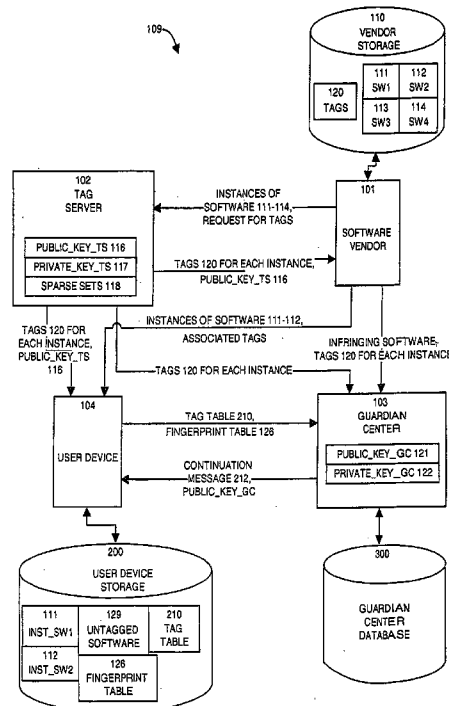 109
110
VENDOR
STORAGE
120
TAGS
111
SW1
112
SW2
113
SW3
114
SW4
102
TAG
SERVER
PUBLIC_KEY_TS 116
PRIVATE_KEY_TS 117
SPARSE SETS 118
INSTANCES OF
SOFTWARE 111-114,
REQUEST FOR TAGS
101
SOFTWARE
VENDOR
TAGS 120 FOR EACH INSTANCE,
PUBLIC_KEY_TS 116
TAGS 120 FOR
EACH INSTANCE,
PUBLIC_KEY_TS
116
INSTANCES OF SOFTWARE 111-112,
ASSOCIATED TAGS
INFRINGING SOFTWARE,
TAGS 120 FOR EACH INSTANCE
TAGS 120 FOR EACH INSTANCE
104
USER DEVICE
TAG TABLE 210,
FINGERPRINT TABLE 126
CONTINUATION
MESSAGE 212,
PUBLIC_KEY_GC
103
GUARDIAN
CENTER
PUBLIC_KEY_GC 121
PRIVATE_KEY_GC 122
200
USER DEVICE
STORAGE
111
INST_SW1
112
INST_SW2
129
UNTAGGED
SOFTWARE
210
TAG
TABLE
126
FINGERPRINT
TABLE
300
GUARDIAN
CENTER
DATABASE